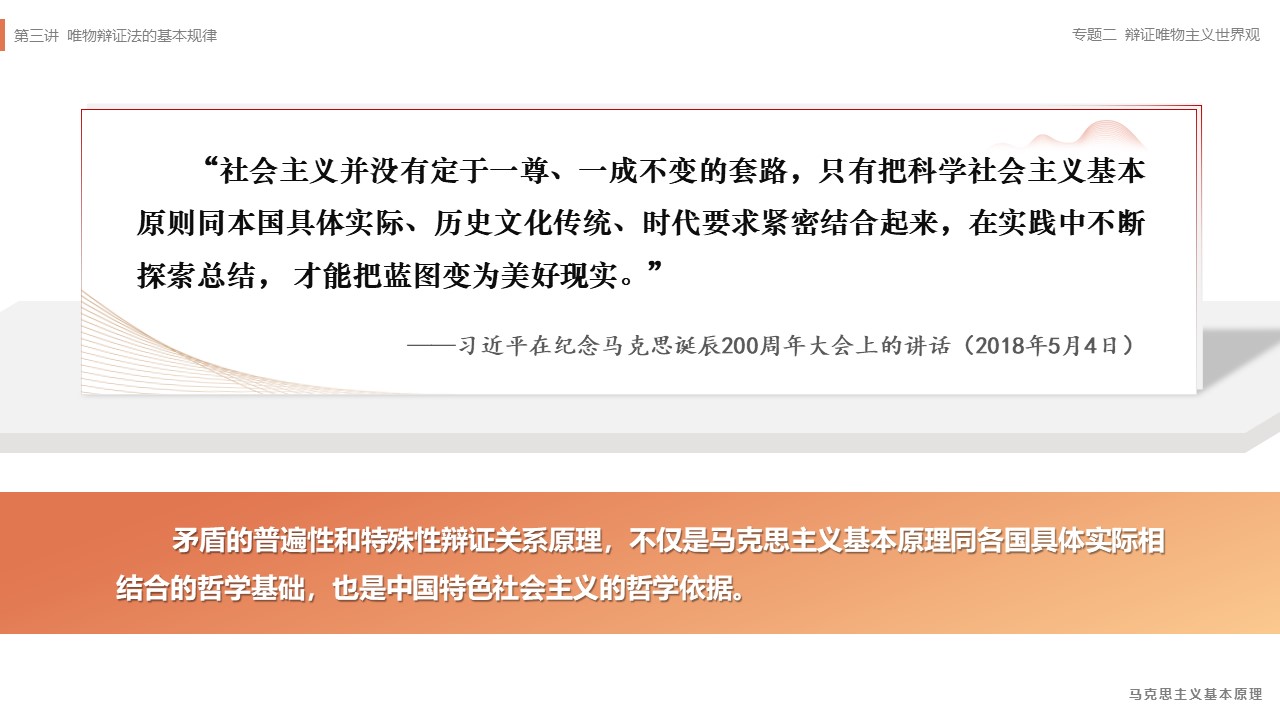 第三讲 唯物辩证法的基本规律
专题二 辩证唯物主义世界观
“社会主义并没有定于一尊、一成不变的套路，只有把科学社会主义基本
原则同本国具体实际、历史文化传统、时代要求紧密结合起来，在实践中不断
探索总结， 才能把蓝图变为美好现实。”
——习近平在纪念马克思诞辰200周年大会上的讲话（2018年5月4日）
矛盾的普遍性和特殊性辩证关系原理，不仅是马克思主义基本原理同各国具体实际相
结合的哲学基础，也是中国特色社会主义的哲学依据。
马克思主义基本原理